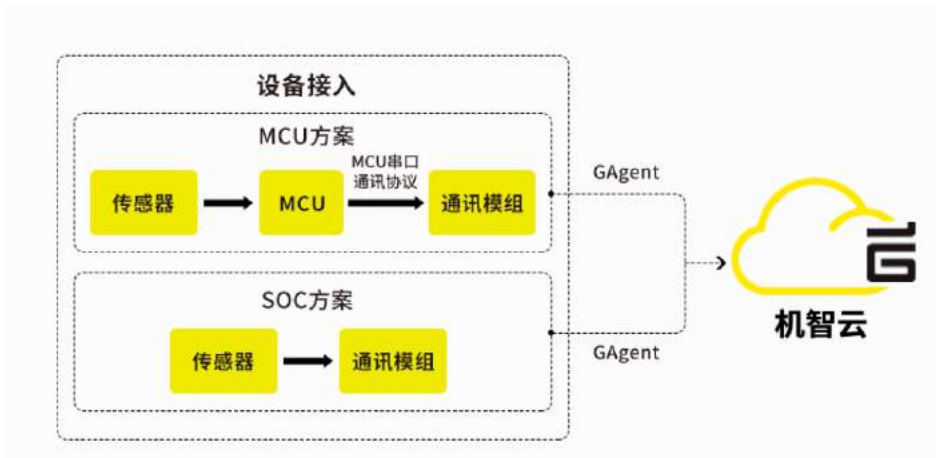 设备接入
MCU方案
MCU串口
通讯协议
传感器
MCU
通讯模组
GAgent
SOC方案
传感器
通讯模组
GAgent
机智云